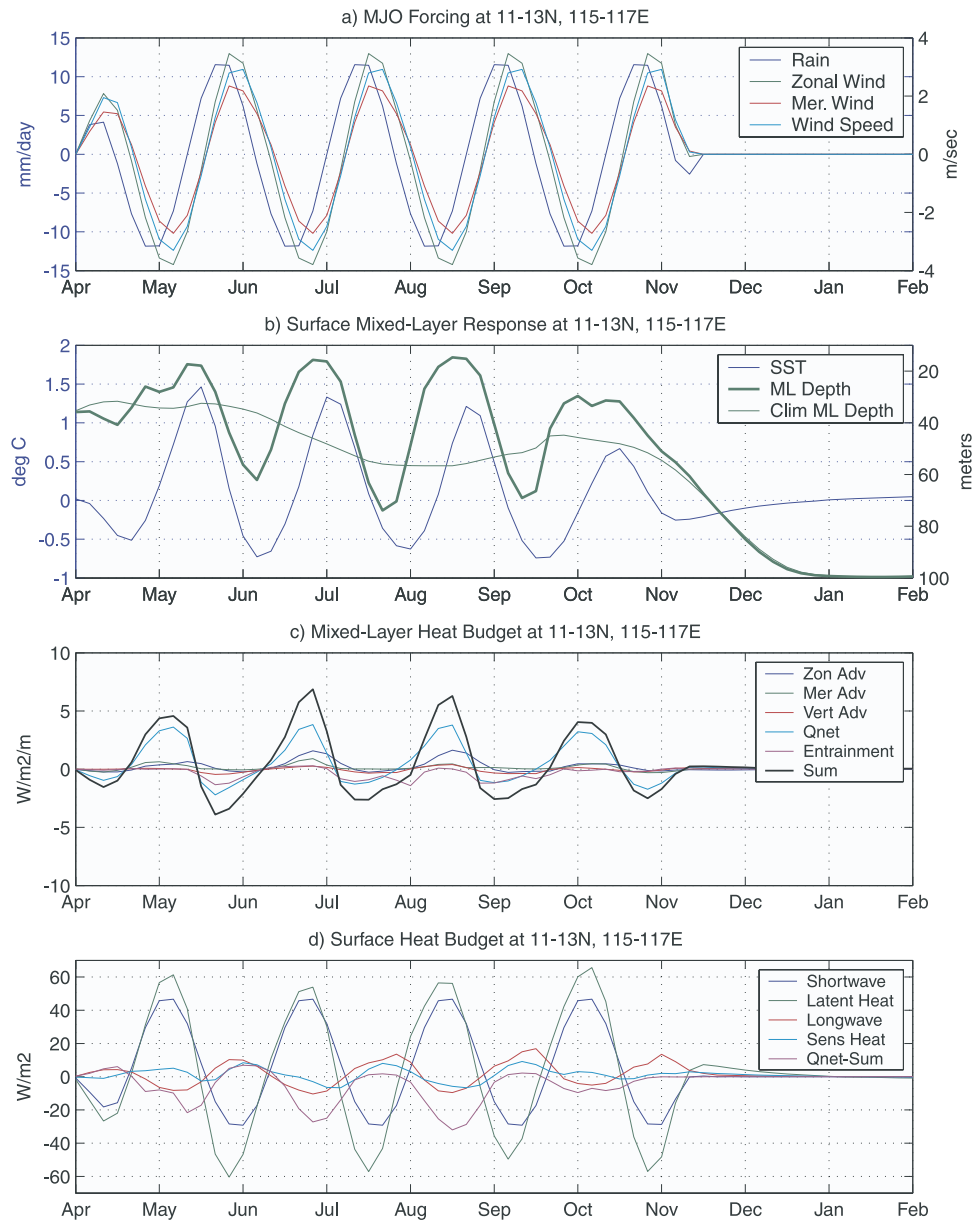 a) MJO Forcing at 11-13N, 115-117E
15
10
5
0
-5
-10
-15
mm/day
4
2
0
-2
-4
m/sec
Rain
Zonal Wind
Mer. Wind
Wind Speed
Apr May Jun Jul Aug Sep Oct Nov Dec Jan Feb
b) Surface Mixed-Layer Response at 11-13N, 115-117E
2
1.5
1
0.5
0
-0.5
-1
deg C
20
40
60
80
100
meters
SST
ML Depth
Clim ML Depth
Apr May Jun Jul Aug Sep Oct Nov Dec Jan Feb
c) Mixed-Layer Heat Budget at 11-13N, 115-117E
10
5
0
-5
-10
W/m2/m
Zon Adv
Mer Adv
Vert Adv
Qnet
Entrainment
Sum
Apr May Jun Jul Aug Sep Oct Nov Dec Jan Feb
d) Surface Heat Budget at 11-13N, 115-117E
60
40
20
0
-20
-40
-60
W/m2
Shortwave
Latent Heat
Longwave
Sens Heat
Qnet-Sum
Apr May Jun Jul Aug Sep Oct Nov Dec Jan Feb